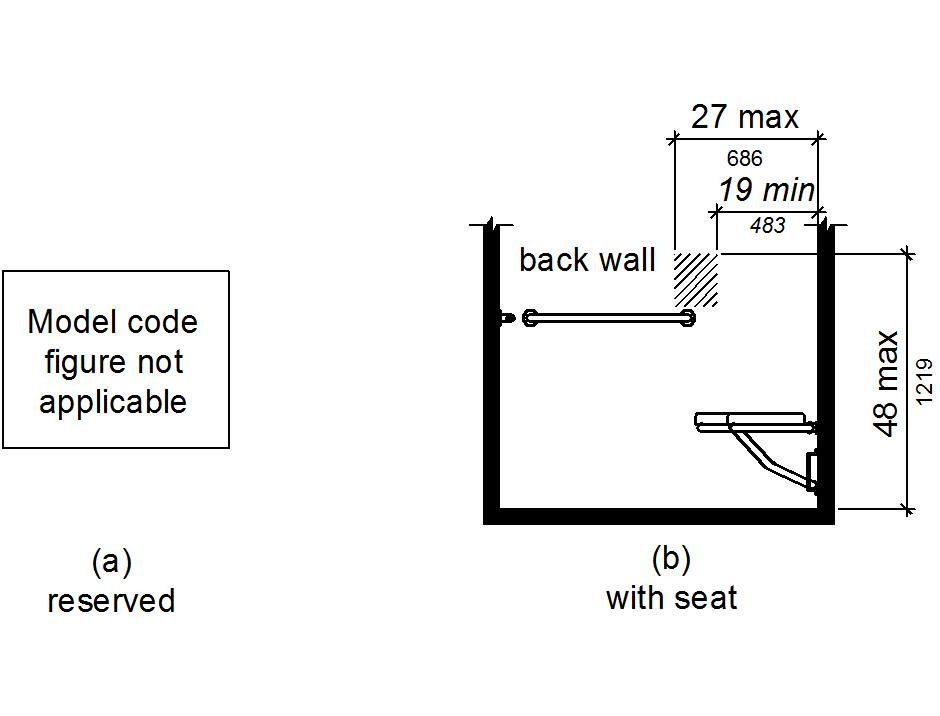 Model code
figure not
applicable
(a)
reserved
27 max
686
19 min
483
back wall
48 max
1219
(b)
with seat